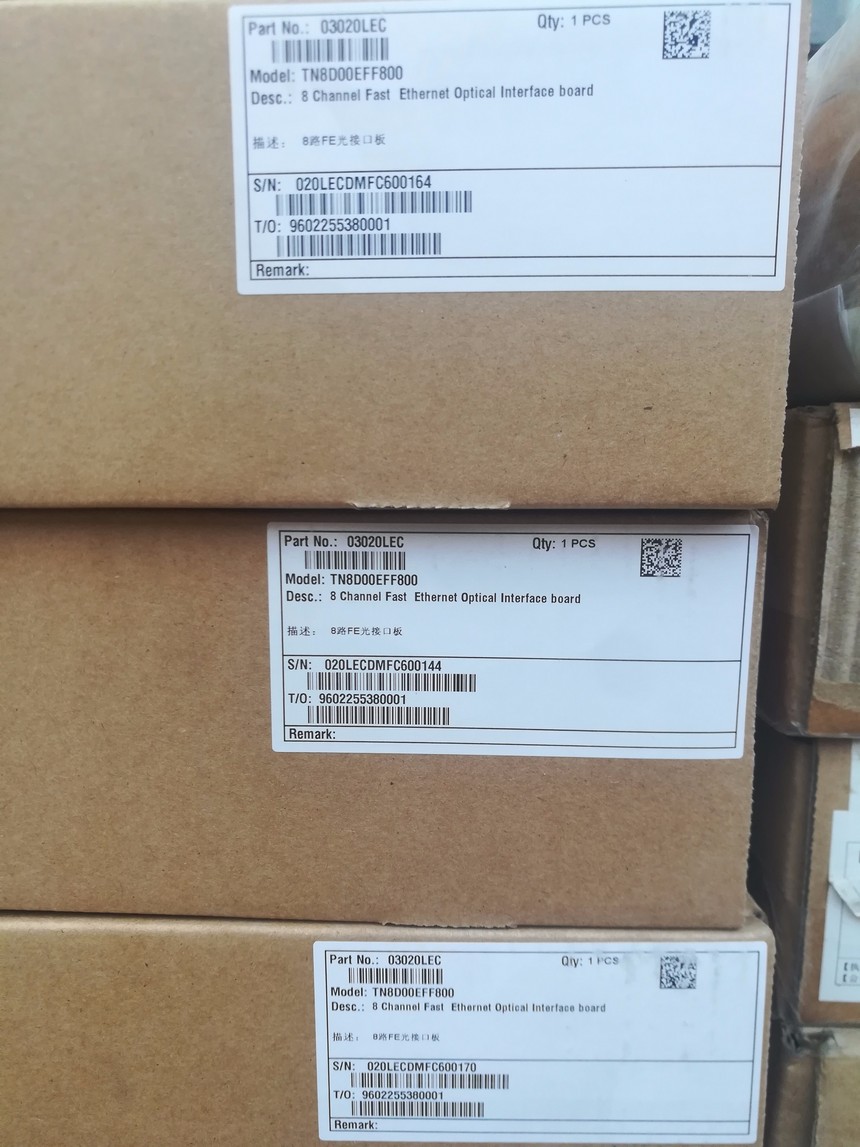 Part No.: 03020LEC Qty: 1 PCS
Model: TN8D00EFF800
Desc.: 8 Channel Fast Ethernet Optical Interface board
描述: 8路FE光接口板
S/N: 020LECDMFC600164
T/O: 9602255380001
Remark:
Part No.: 03020LEC Qty: 1 PCS
Model: TN8D00EFF800
Desc.: 8 Channel Fast Ethernet Optical Interface board
描述: 8路FE光接口板
S/N: 020LECDMFC600144
T/O: 9602255380001
Remark:
Part No.: 03020LEC Qty: 1 PCS
Model: TN8D00EFF800
Desc.: 8 Channel Fast Ethernet Optical Interface board
描述: 8路FE光接口板
S/N: 020LECDMFC600170
T/O: 9602255380001
Remark: